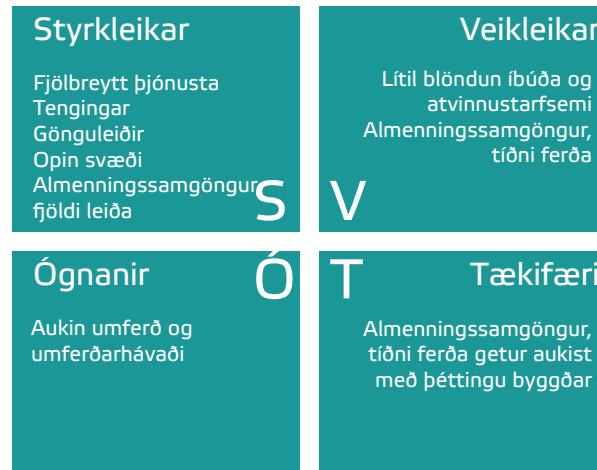 Styrkleikar
Fjölbreytt þjónusta
Tengingar
Gönguleiðir
Opin svæði
Almenningssamgöngur,
fjöldi leiða
S
Veikleikar
Lítil blöndun íbúða og
atvinnustarfsemi
Almenningssamgöngur,
tíðni ferða
V
Ógnanir
Ó
Aukin umferð og
umferðarhávaði
T
Tækifæri
Almenningssamgöngur,
tíðni ferða getur aukist
með þéttingu byggðar